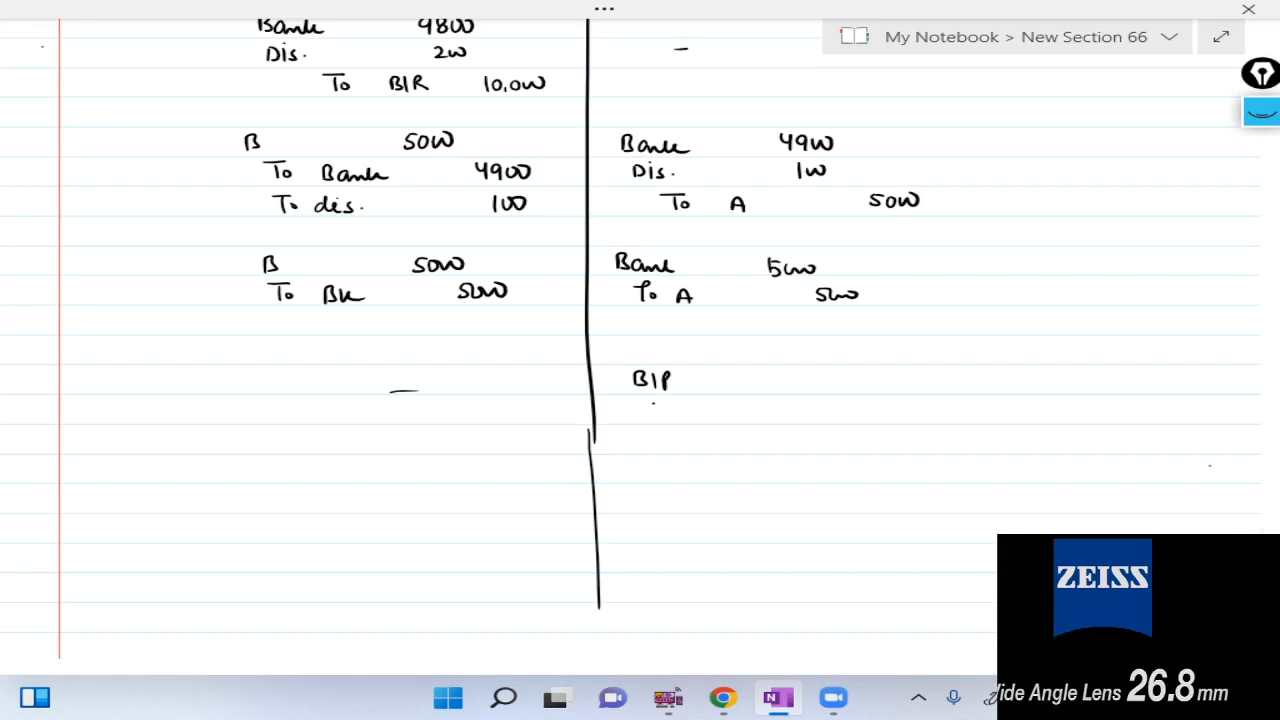 Bank 9800
My Notebook > New Section 66
Dis. 200
To B/R 10,000
B 5000
To Bank 4900
To dis. 100
Bank 4900
Dis. 100
To A 5000
B 5000
To Bk 5000
Bank 5000
To A 5000
B/P
ZEISS
Wide Angle Lens 26.8 mm